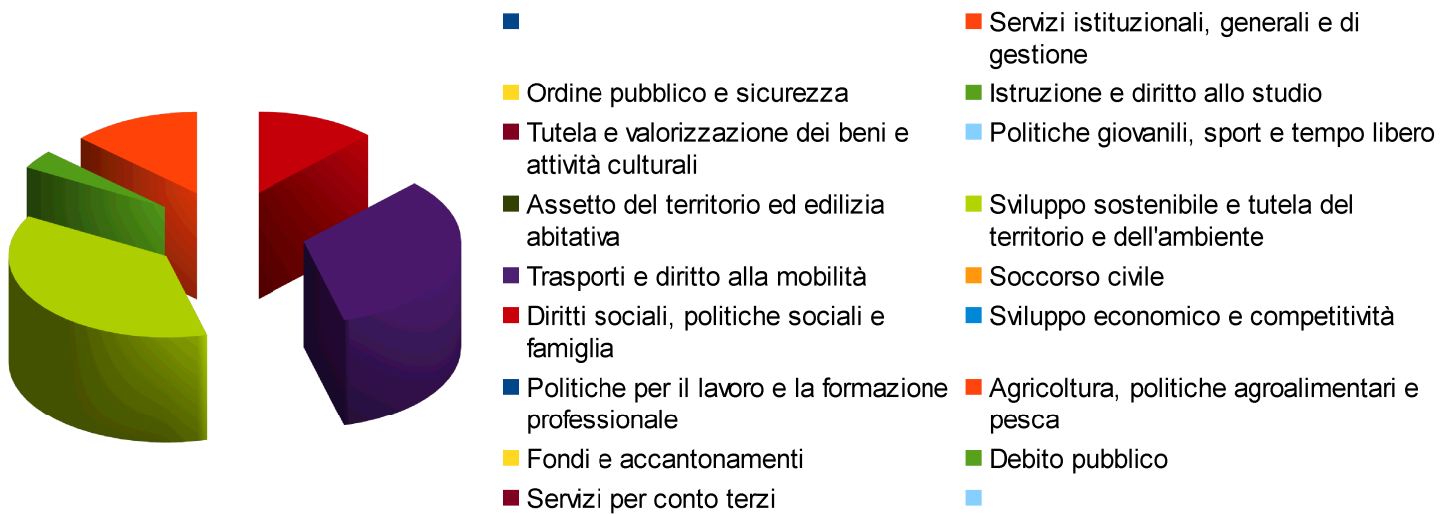 Servizi istituzionali, generali e di
gestione
Ordine pubblico e sicurezza
Istruzione e diritto allo studio
Tutela e valorizzazione dei beni e
attività culturali
Politiche giovanili, sport e tempo libero
Assetto del territorio ed edilizia
abitativa
Sviluppo sostenibile e tutela del
territorio e dell'ambiente
Trasporti e diritto alla mobilità
Soccorso civile
Diritti sociali, politiche sociali e
famiglia
Sviluppo economico e competitività
Politiche per il lavoro e la formazione
professionale
Agricoltura, politiche agroalimentari e
pesca
Fondi e accantonamenti
Debito pubblico
Servizi per conto terzi